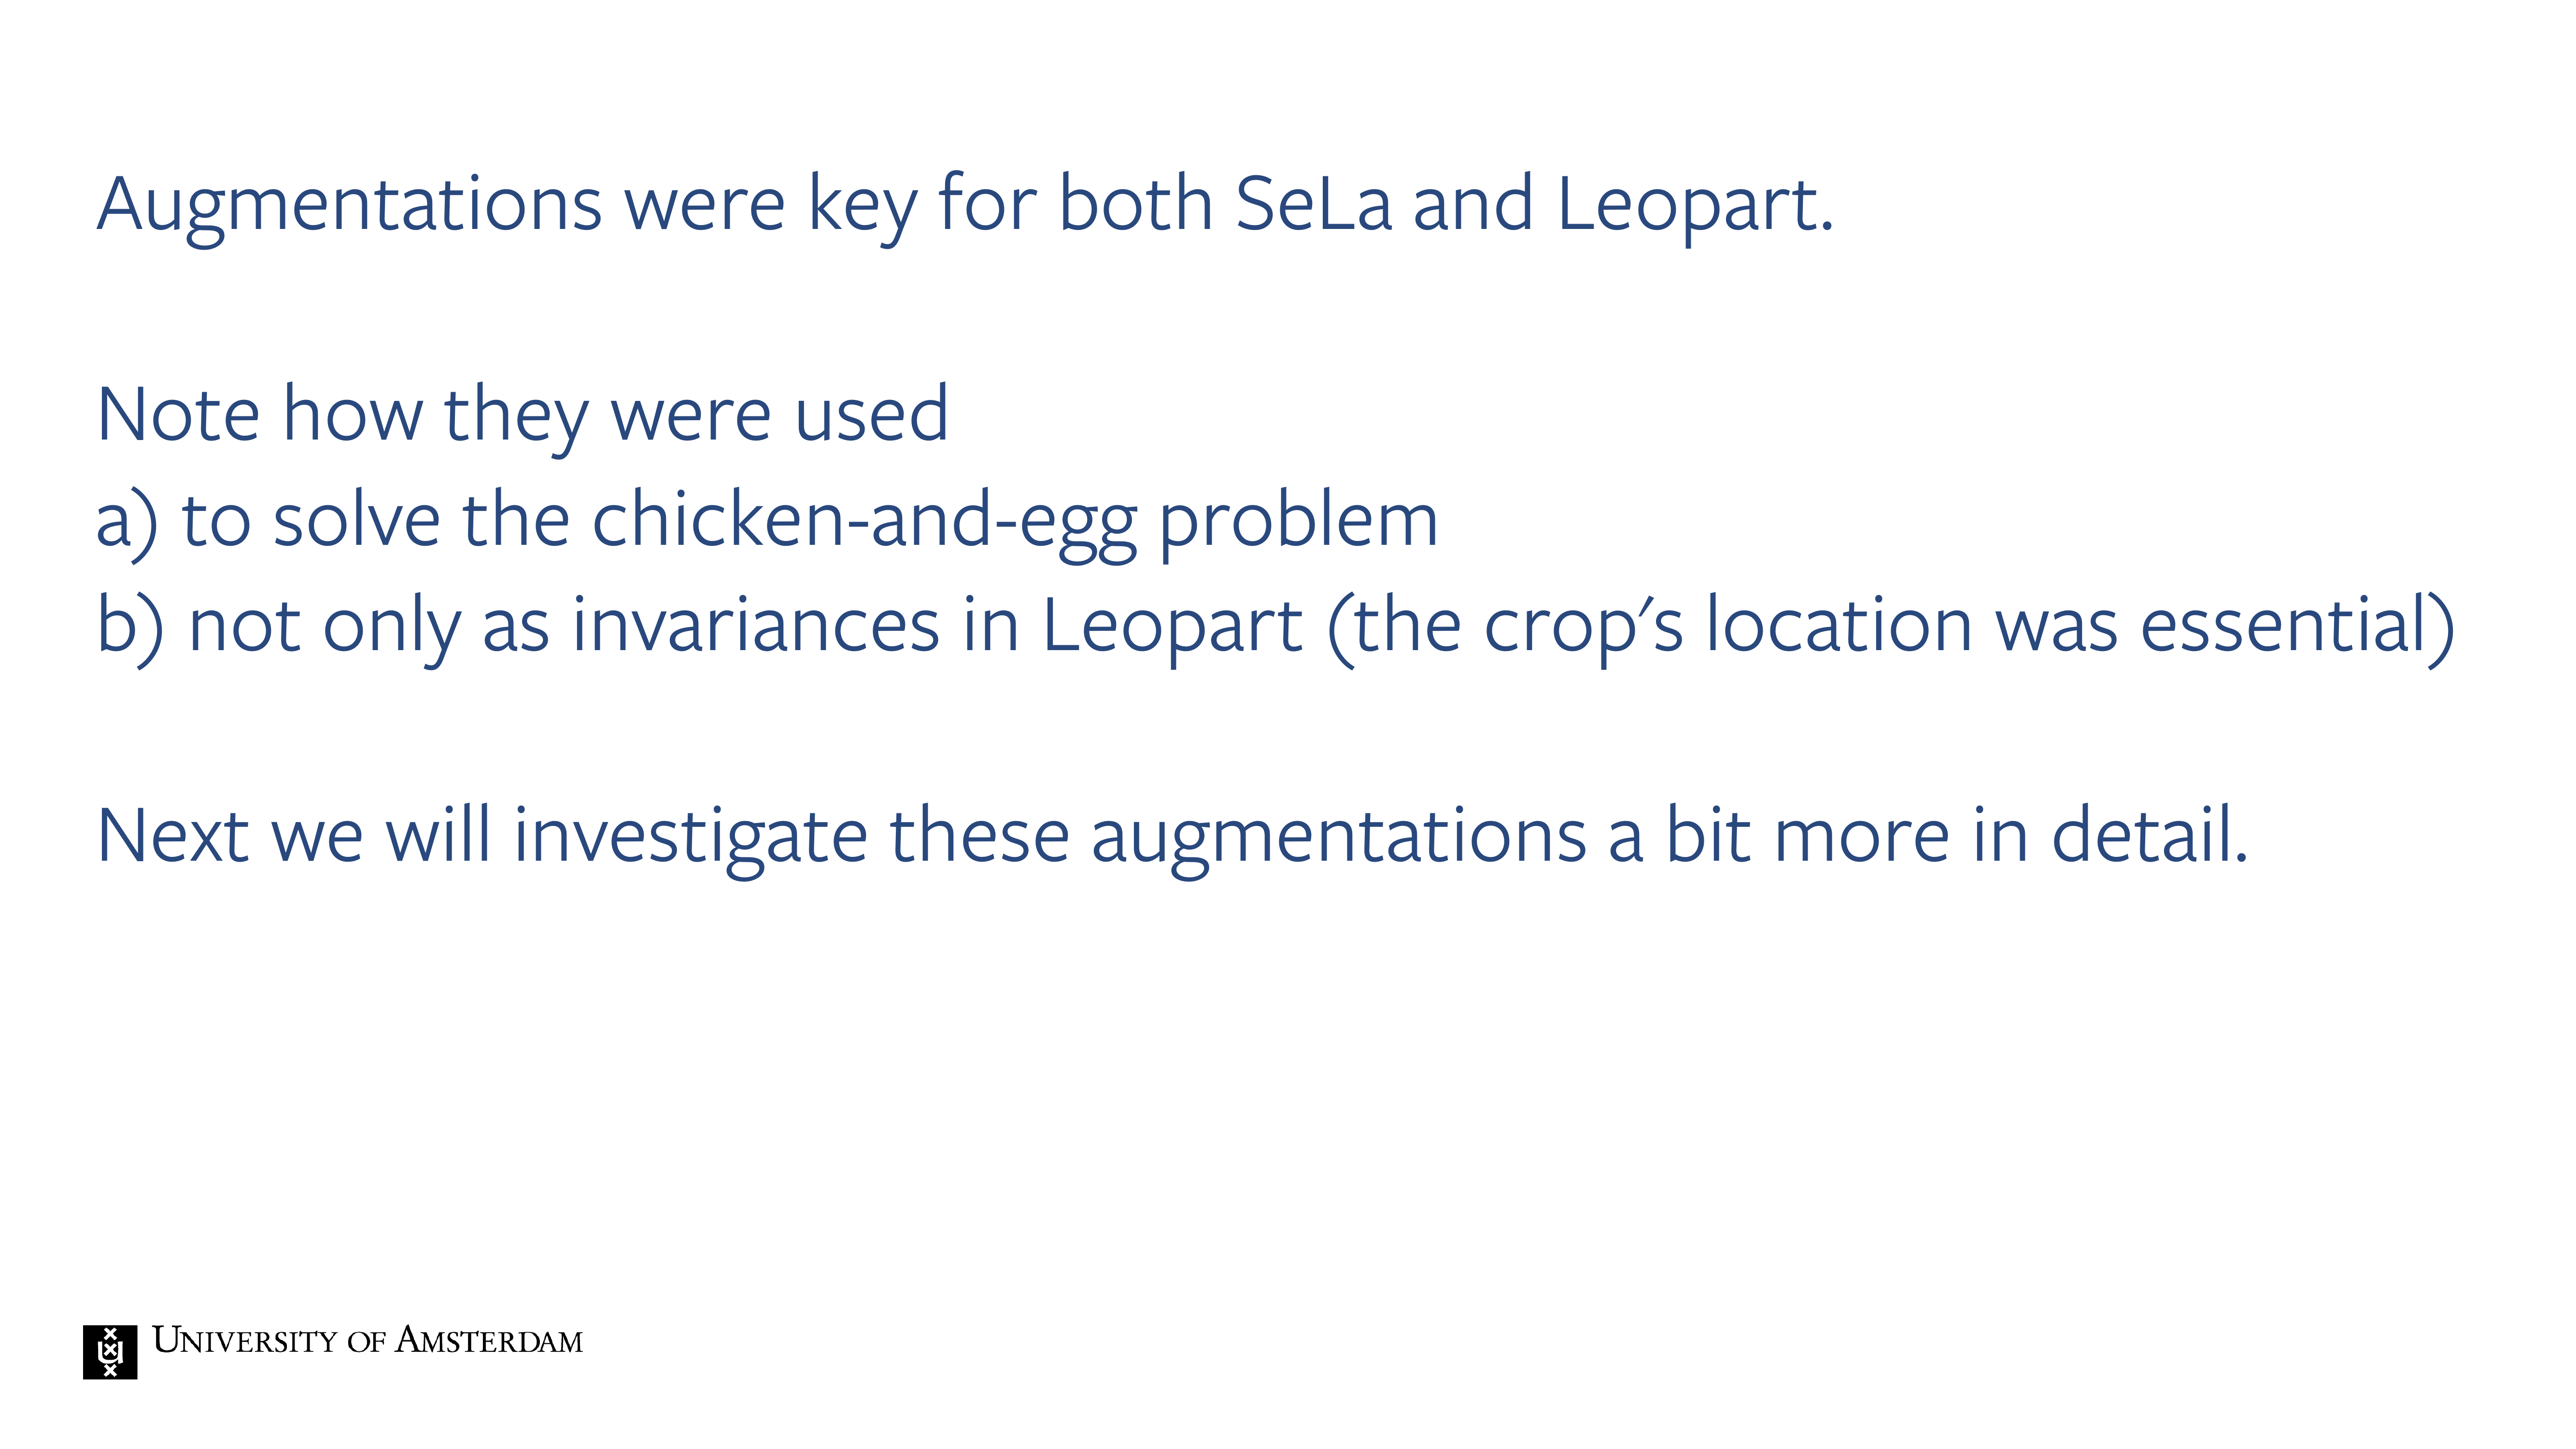 Augmentations were key for both SeLa and Leopart.
Note how they were used
a) to solve the chicken-and-egg problem
b) not only as invariances in Leopart (the crop's location was essential)
Next we will investigate these augmentations a bit more in detail.
UNIVERSITY OF AMSTERDAM